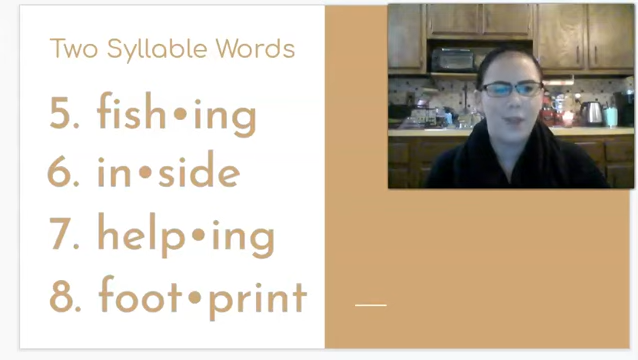 Two Syllable Words
5. fish•ing
6. in•side
7. help•ing
8. foot•print